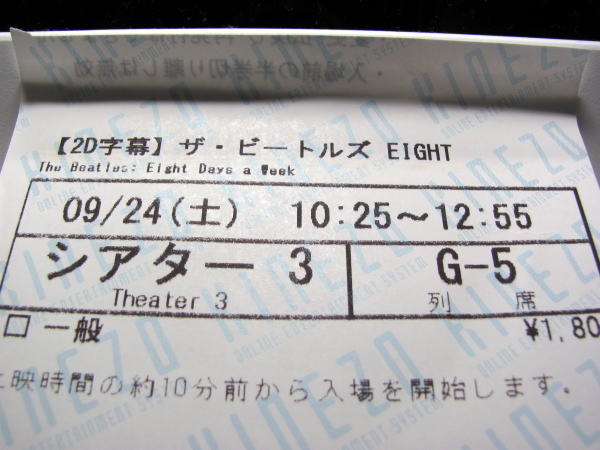 ・入場前の半券切り離しは無効
【2D字幕】ザ・ビートルズ EIGHT
The Beatles: Eight Days a Week
09/24(土) 10:25～12:55
シアター 3
Theater 3
G-5
列 席
□ 一般
¥1,80
映時間の約10分前から入場を開始します。
KINEZO
ONLINE ENTERTAINMENT SYSTEM